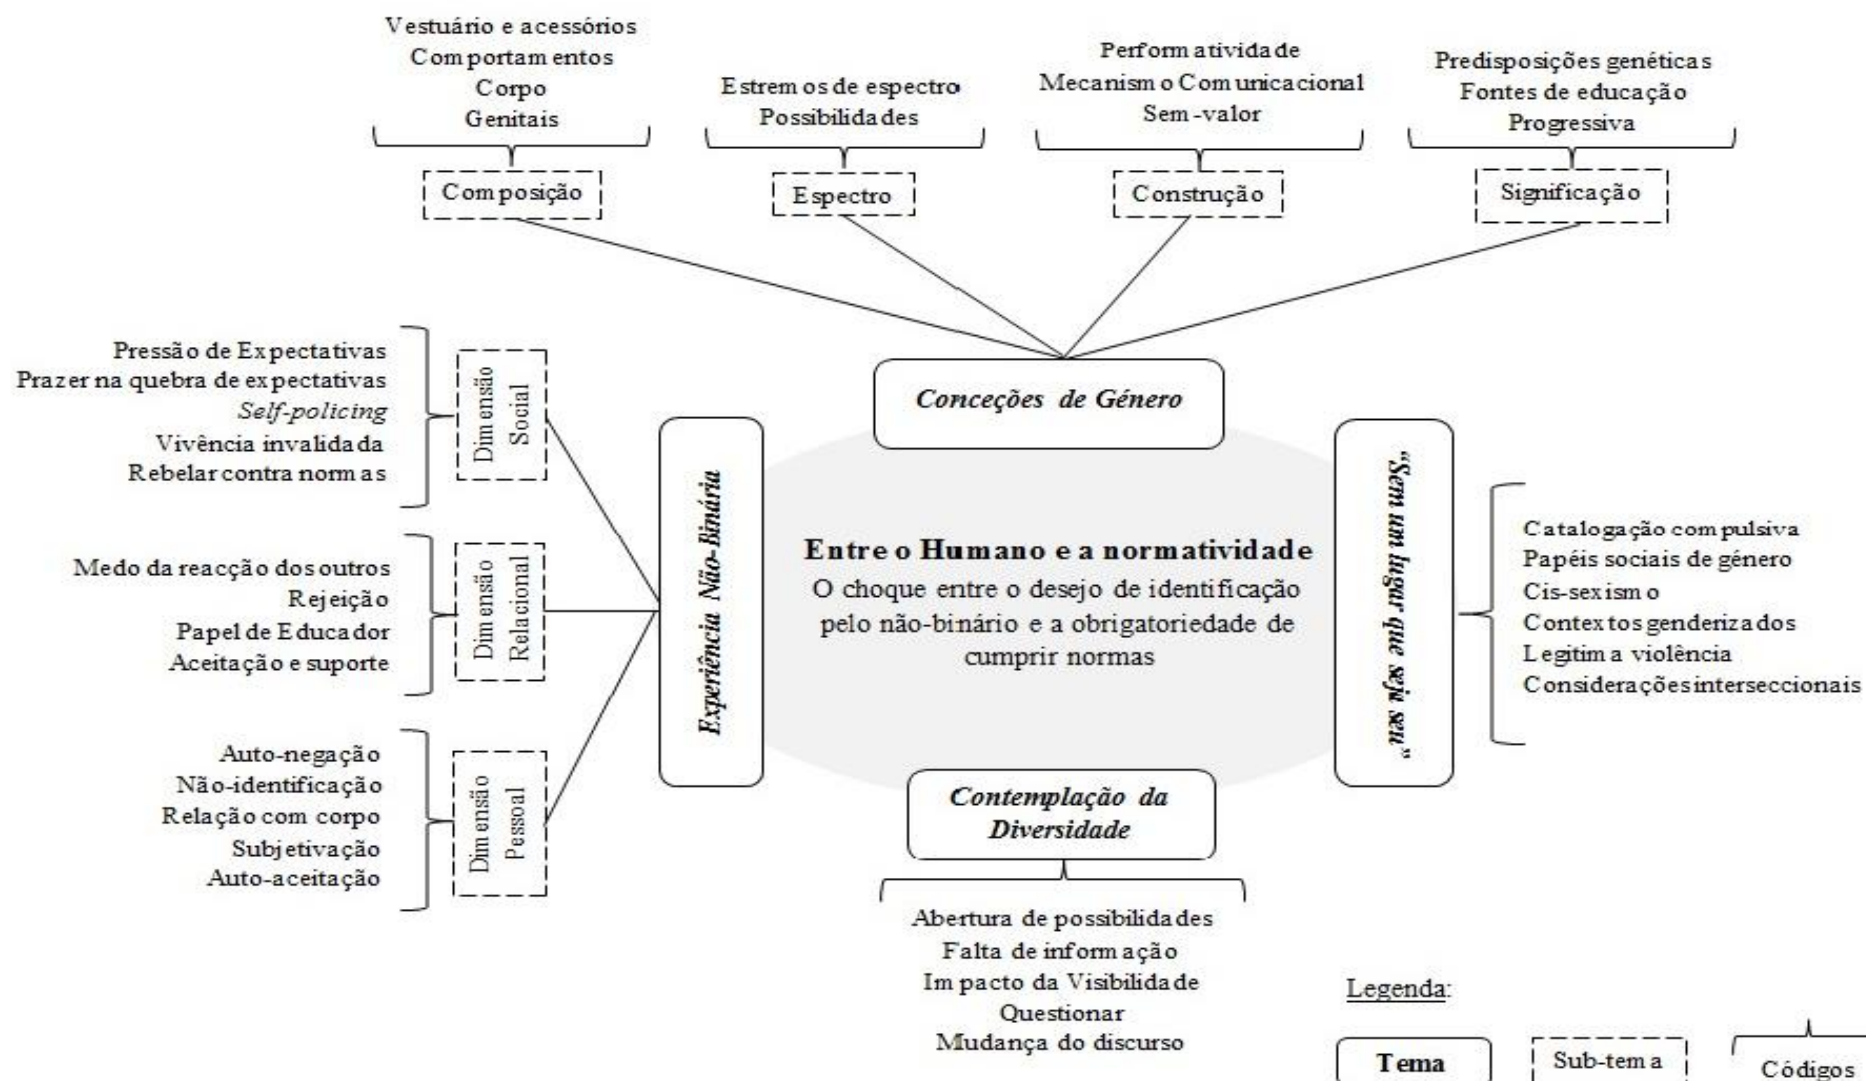 Vestuário e acessórios
Comportamentos
Corpo
Genitais
Composição
Estremos de espectro
Possibilidades
Espectro
Performatividade
Mecanismo Comunicacional
Sem-valor
Construção
Predisposições genéticas
Fontes de educação
Progressiva
Significação
Conceções de Género
Pressão de Expectativas
Prazer na quebra de expectativas
Self-policing
Vivência invalidada
Rebelar contra normas
Dimensão
Social
Medo da reacção dos outros
Rejeição
Papel de Educador
Aceitação e suporte
Dimensão
Relacional
Auto-negação
Não-identificação
Relação com corpo
Subjetivação
Auto-aceitação
Dimensão
Pessoal
Experiência Não-Binária
Entre o Humano e a normatividade
O choque entre o desejo de identificação
pelo não-binário e a obrigatoriedade de
cumprir normas
"Sem um lugar que seja seu"
Catalogação compulsiva
Papéis sociais de género
Cis-sexismo
Contextos genderizados
Legitima violência
Considerações interseccionais
Contemplação da
Diversidade
Abertura de possibilidades
Falta de informação
Impacto da Visibilidade
Questionar
Mudança do discurso
Legenda:
Tema
Sub-tema
Códigos